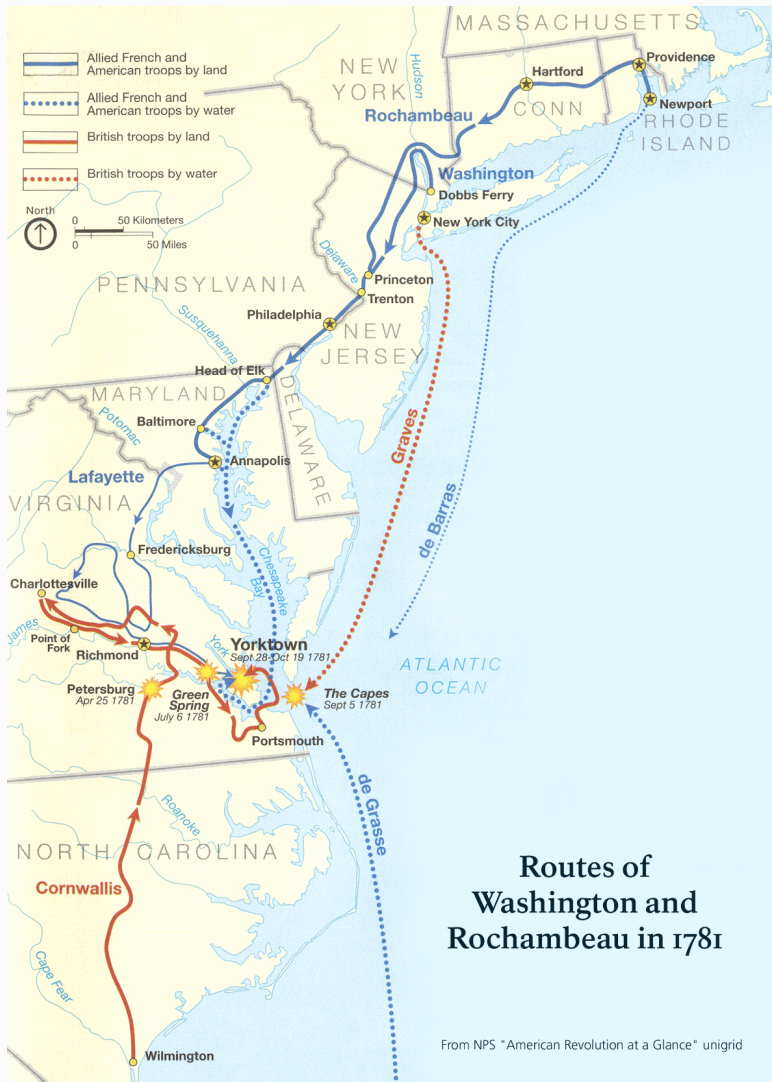 Allied French and
American troops by land
Allied French and
American troops by water
British troops by land
British troops by water
North
0 50 Kilometers
0 50 Miles
MASSACHUSETTS
NEW
YORK
Hudson
Hartford
Providence
CONN
Newport
Rochambeau
RHODE
ISLAND
Washington
Dobbs Ferry
New York City
Delaware
PENNSYLVANIA
Princeton
Trenton
Susquehanna
Philadelphia
NEW
JERSEY
Head of Elk
MARYLAND
DELAWARE
Potomac
Baltimore
Graves
Annapolis
Lafayette
VIRGINIA
de Barras
Fredericksburg
Chesapeake
Bay
Charlottesville
James
Point of
Fork
Richmond
York
Yorktown
Sept 28-Oct 19 1781
ATLANTIC
OCEAN
Petersburg
Apr 25 1781
Green
Spring
July 6 1781
The Capes
Sept 5 1781
Portsmouth
de Grasse
Roanoke
NORTH CAROLINA
Cornwallis
Cape Fear
Wilmington
Routes of
Washington and
Rochambeau in 1781
From NPS "American Revolution at a Glance" unigrid